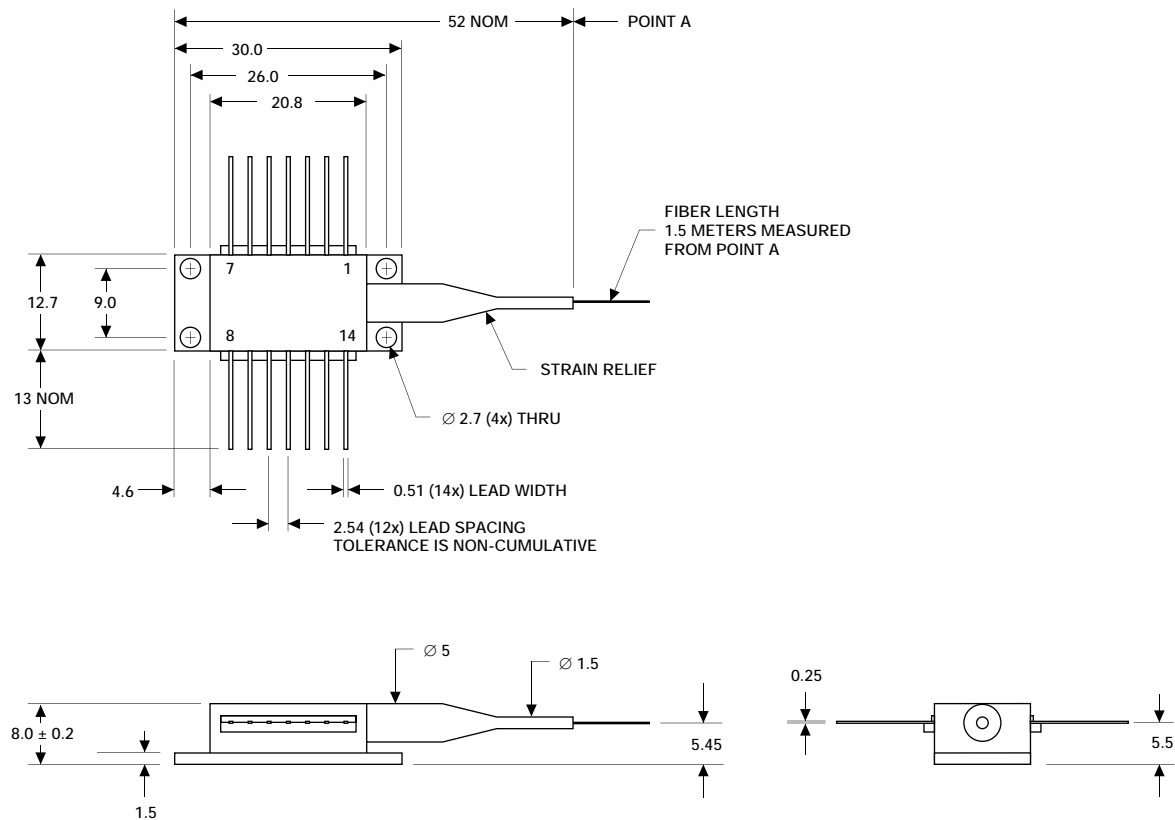 52 NOM
POINT A
30.0
26.0
20.8
FIBER LENGTH
1.5 METERS MEASURED
FROM POINT A
7
1
12.7
9.0
8
14
STRAIN RELIEF
13 NOM
∅ 2.7 (4x) THRU
4.6
0.51 (14x) LEAD WIDTH
2.54 (12x) LEAD SPACING
TOLERANCE IS NON-CUMULATIVE
∅ 5
∅ 1.5
0.25
8.0 ± 0.2
5.45
5.5
1.5